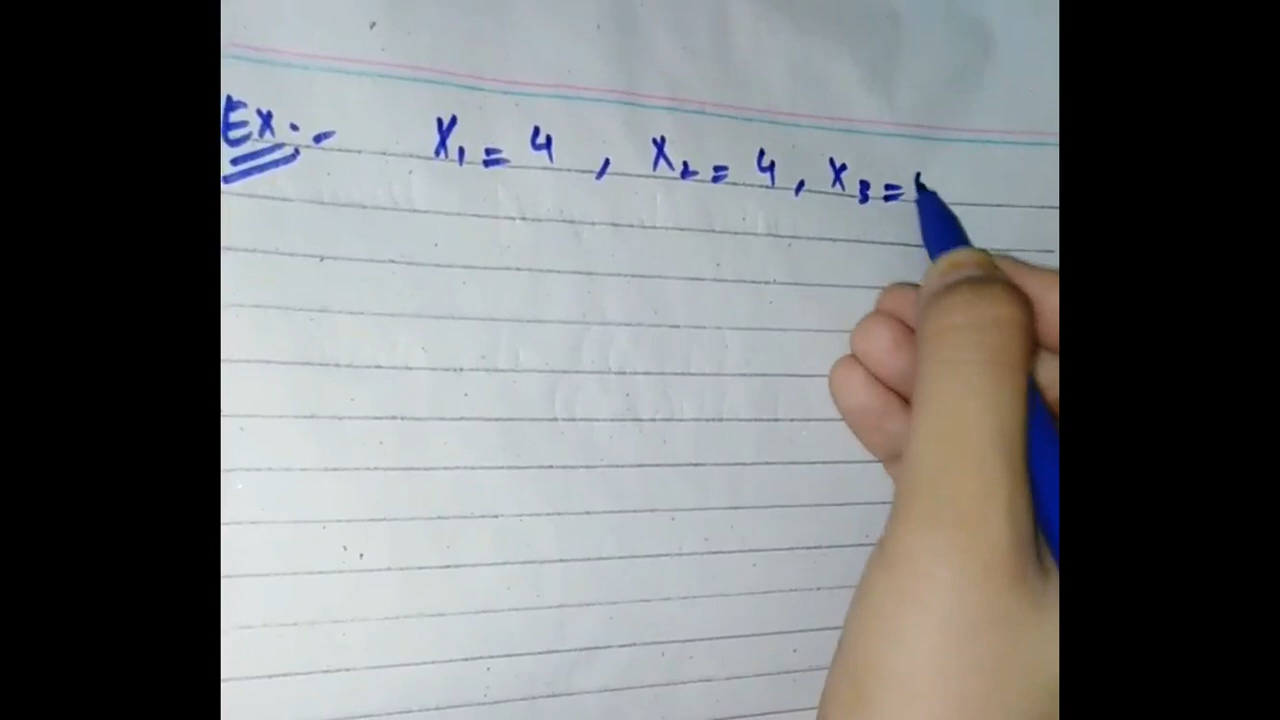 Ex:- X₁ = 4 , X₂ = 4 , X₃ =